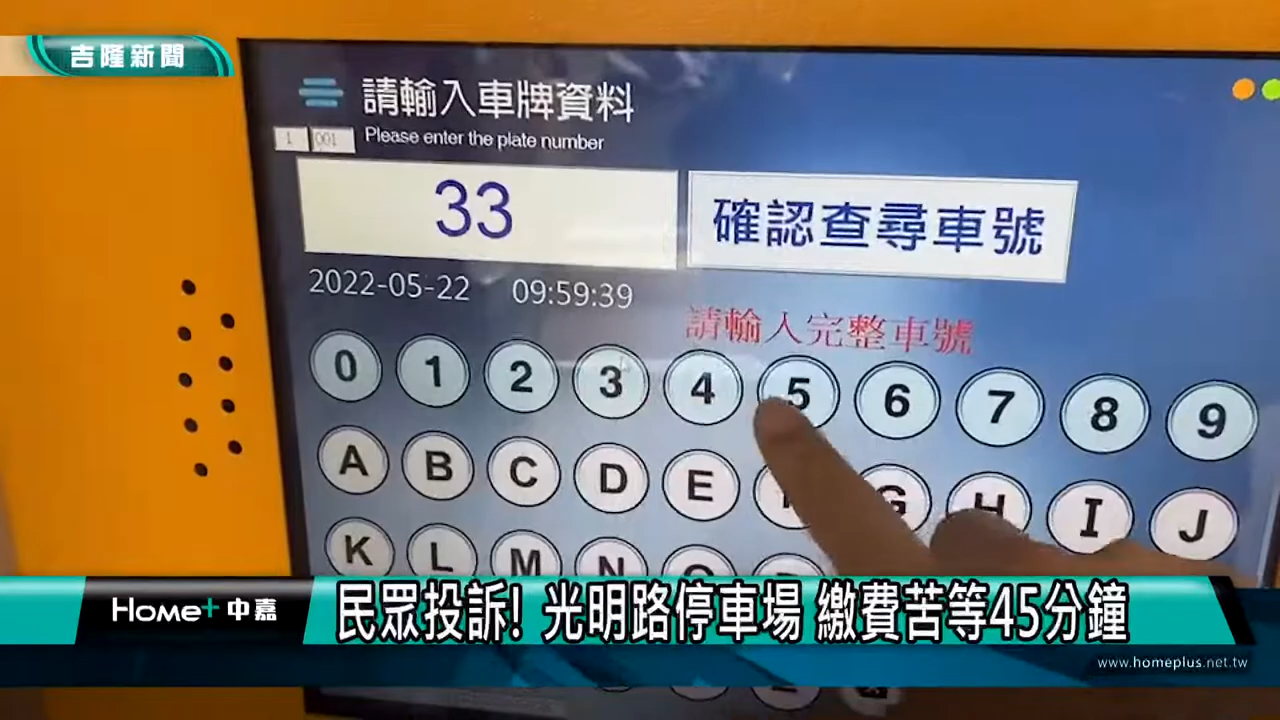 吉隆新聞
請輸入車牌資料
Please enter the plate number
1 001
33
確認查尋車號
2022-05-22 09:59:39
請輸入完整車號
0 1 2 3 4 5 6 7 8 9
A B C D E G H I J
K L M N
Home+中嘉
民眾投訴! 光明路停車場 繳費苦等45分鐘
www.homeplus.net.tw